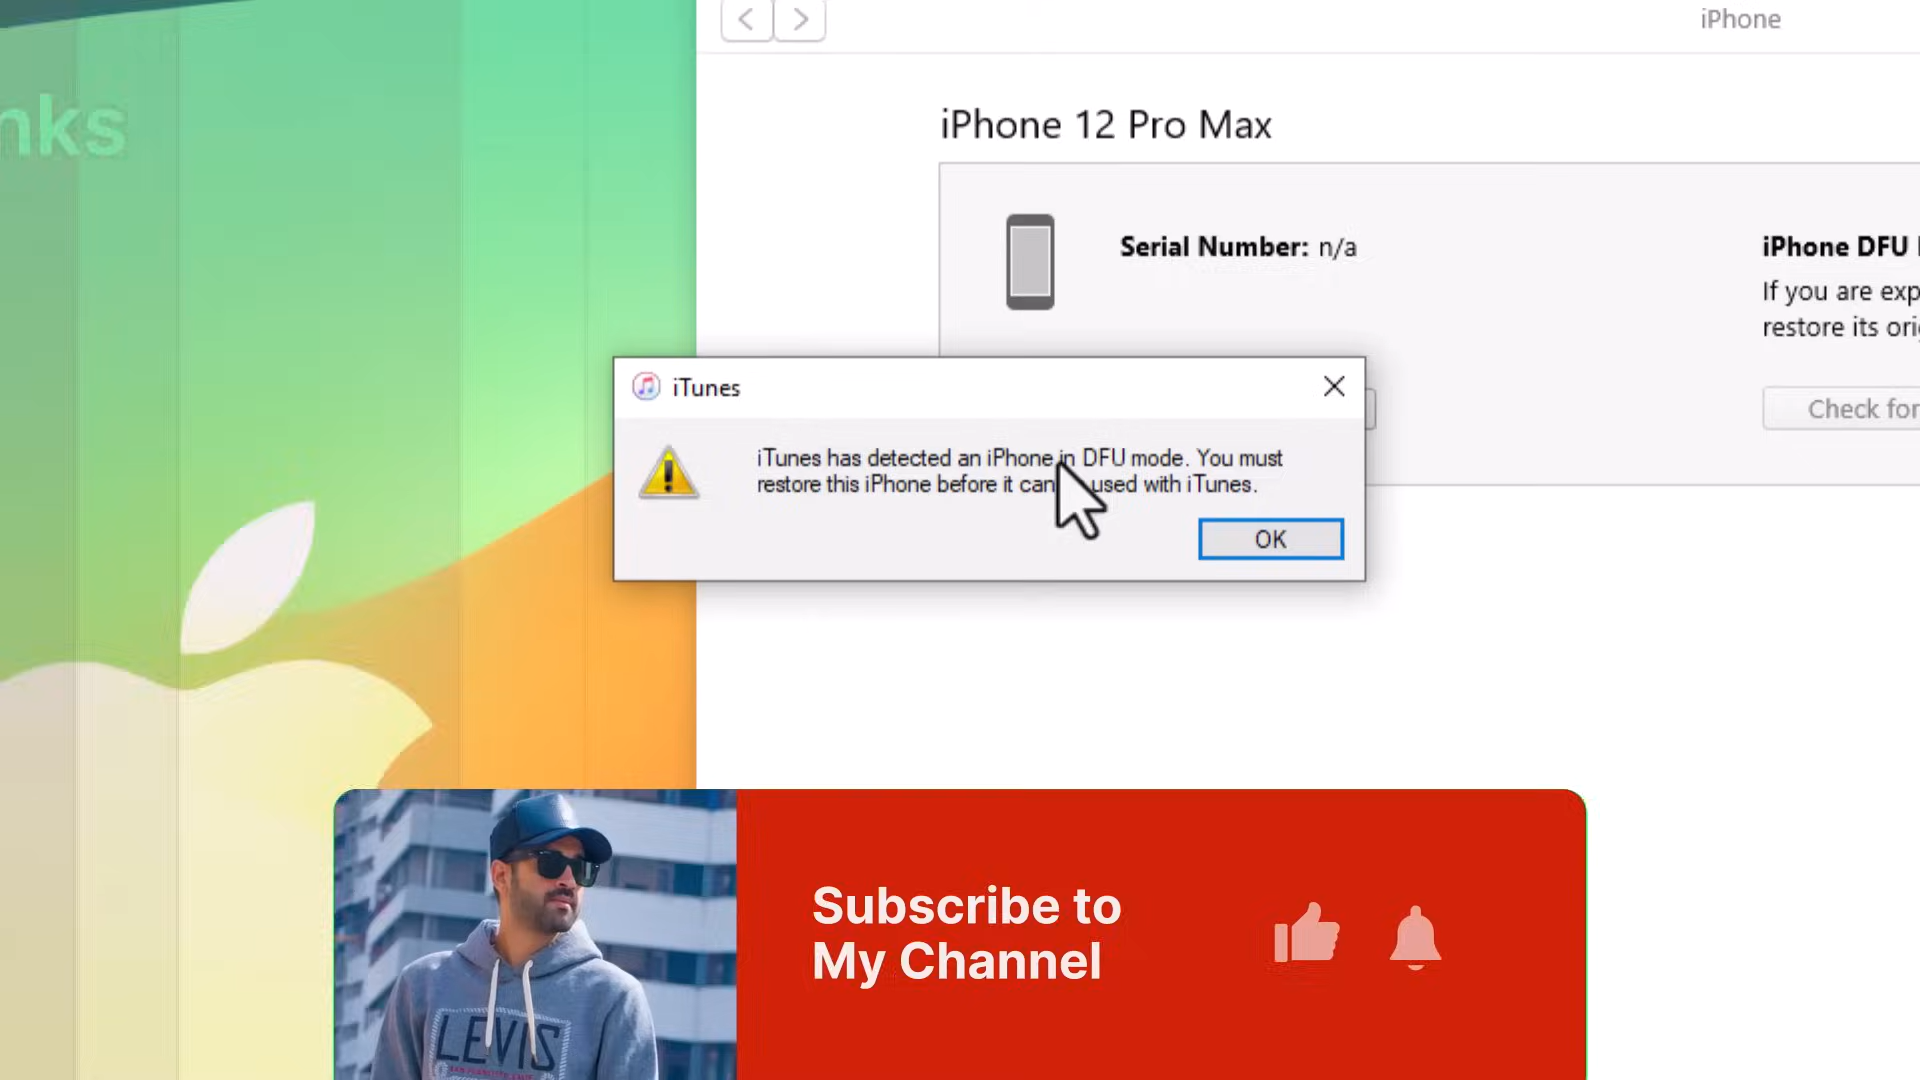 iPhone
nks
iPhone 12 Pro Max
Serial Number: n/a
iPhone DFU
If you are exp
restore its ori
Check for
iTunes
iTunes has detected an iPhone in DFU mode. You must
restore this iPhone before it can used with iTunes.
OK
Subscribe to
My Channel
LEVI'S